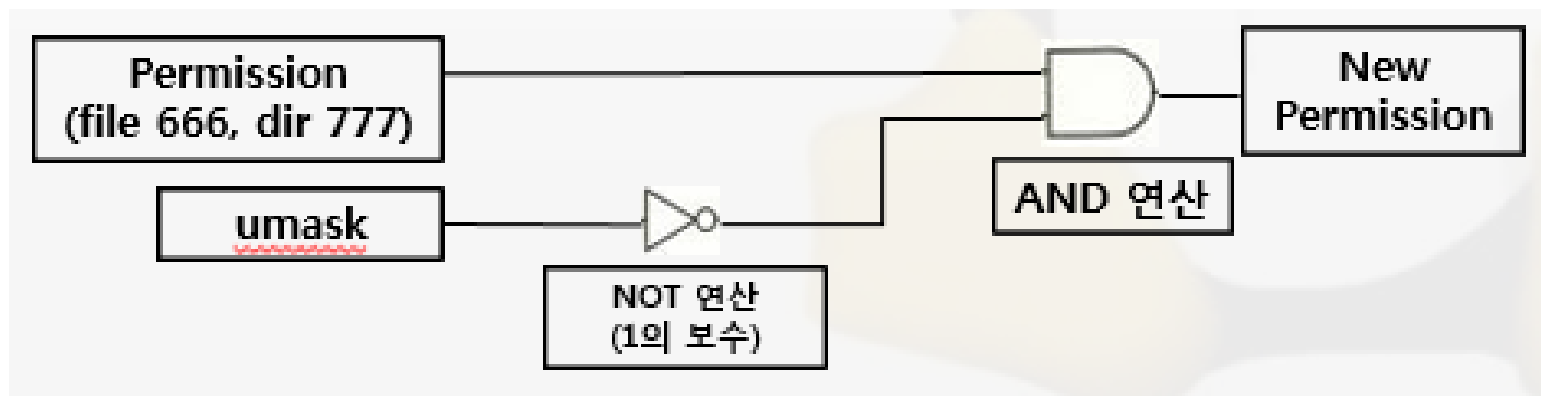 Permission
(file 666, dir 777)
New
Permission
AND 연산
umask
NOT 연산
(1의 보수)